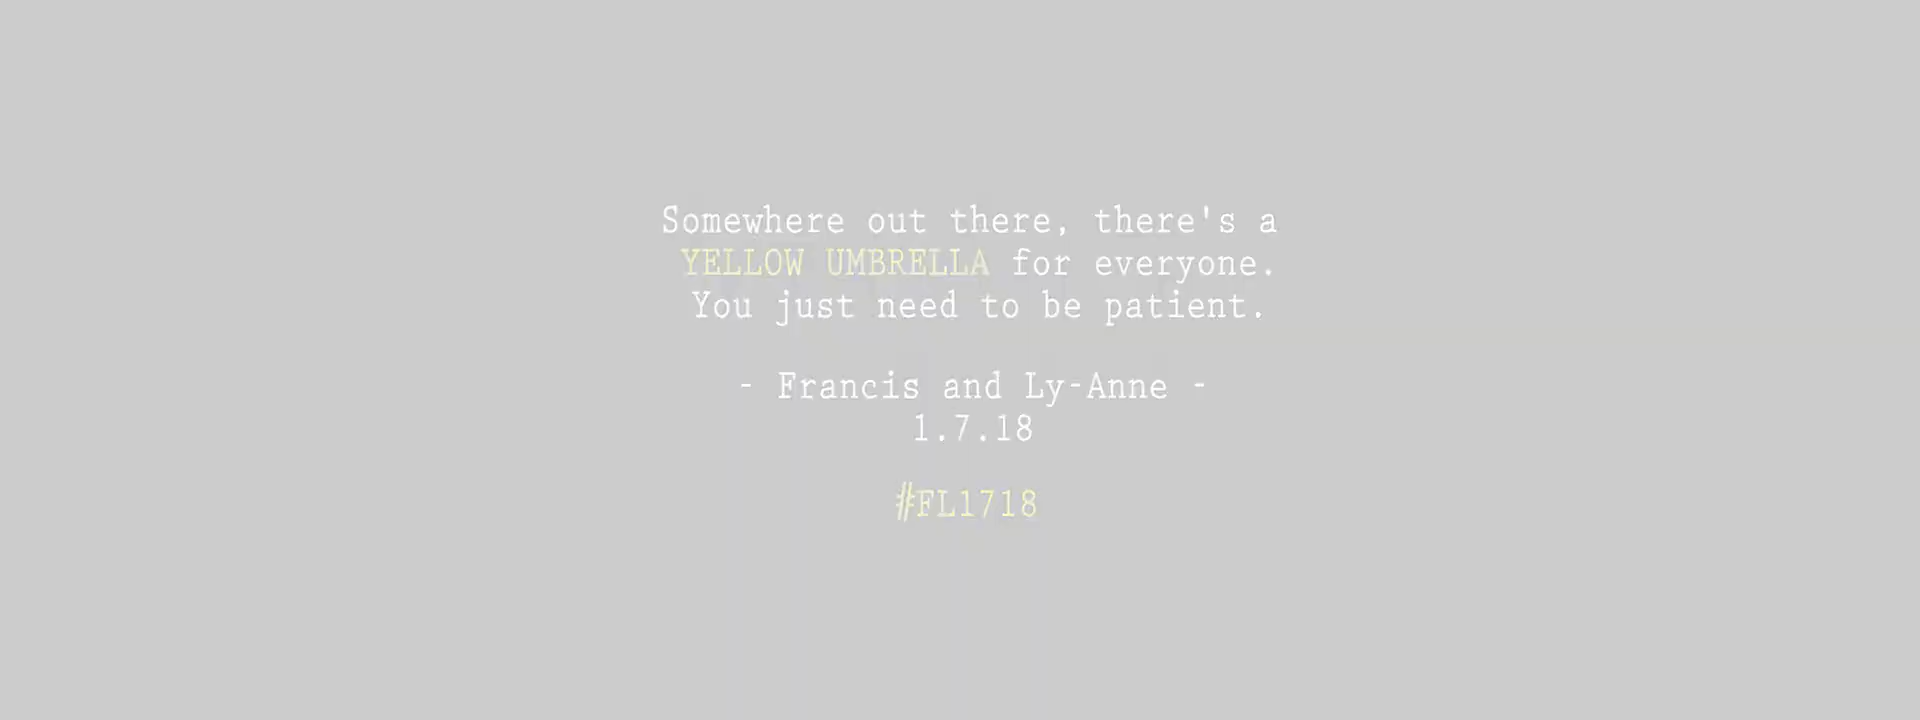 Somewhere out there, there's a
YELLOW UMBRELLA for everyone.
You just need to be patient.
- Francis and Ly-Anne -
1.7.18
#FL1718